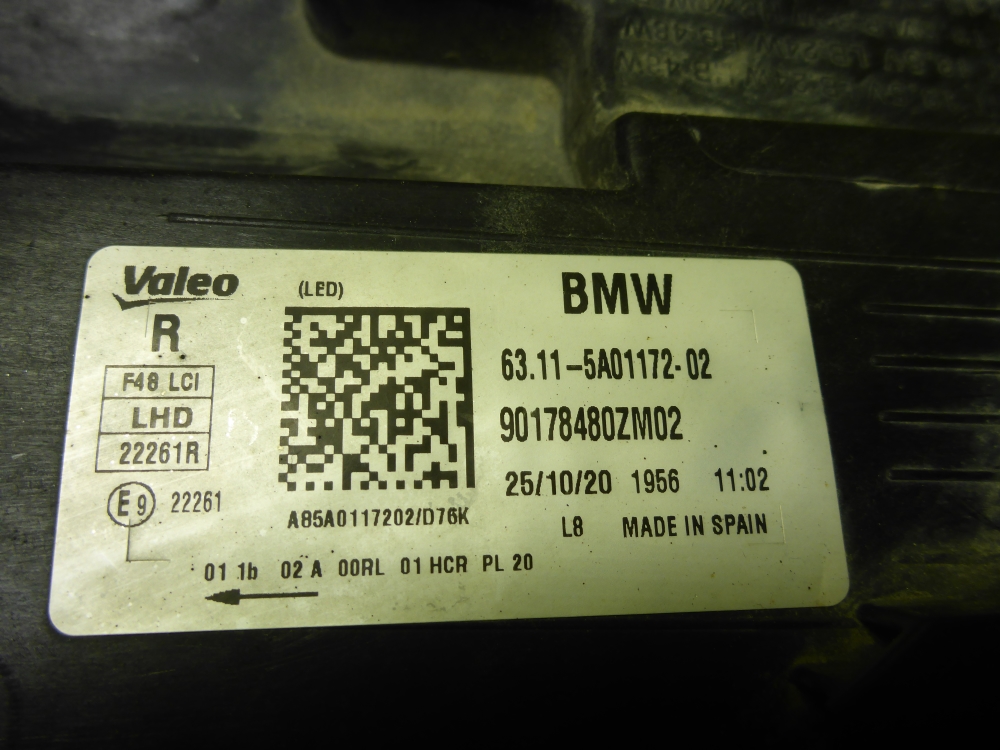 Valeo
(LED)
BMW
R
63.11-5A01172-02
F48 LCI
LHD
90178480ZM02
22261R
25/10/20 1956 11:02
E9 22261
A85A0117202/D76K
L8 MADE IN SPAIN
01 1b 02 A 00RL 01 HCR PL 20